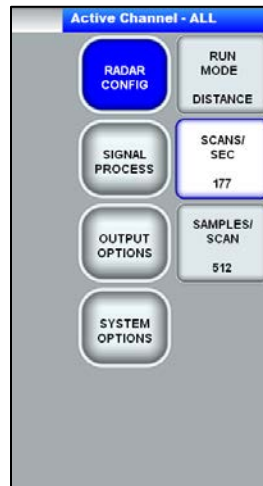 Active Channel - ALL
RADAR
CONFIG
RUN
MODE
DISTANCE
SIGNAL
PROCESS
SCANS/
SEC
177
OUTPUT
OPTIONS
SAMPLES/
SCAN
512
SYSTEM
OPTIONS